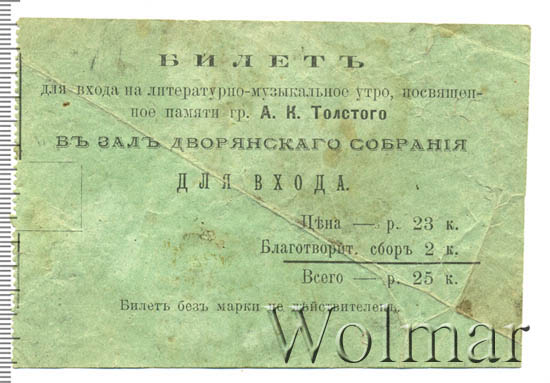 БИЛЕТЪ
для входа на литературно-музыкальное утро, посвящен-
ное памяти гр. А. К. Толстого
ВЪ ЗАЛЪ ДВОРЯНСКАГО СОБРАНІЯ
ДЛЯ ВХОДА.
Цѣна — р. 23 к.
Благотворит. сборъ 2 к.
Всего — р. 25 к.
Билетъ безъ марки не дѣйствителенъ.
Wolmar